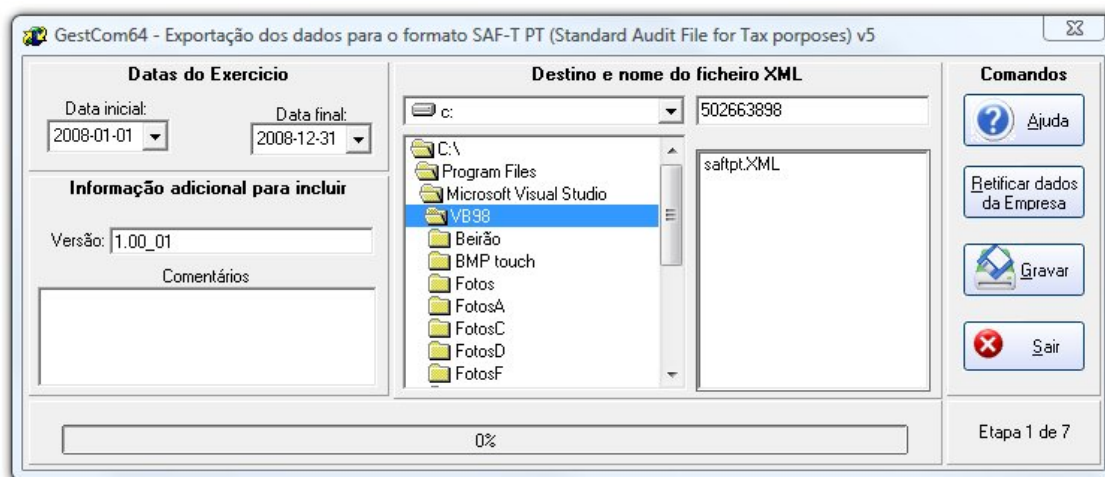 GestCom64 - Exportação dos dados para o formato SAF-T PT (Standard Audit File for Tax porposes) v5
Datas do Exercicio
Data inicial:
Data final:
2008-01-01
2008-12-31
Informação adicional para incluir
Versão: 1.00_01
Comentários
Destino e nome do ficheiro XML
c:
502663898
C:\
Program Files
Microsoft Visual Studio
VB98
Beirão
BMP touch
Fotos
FotosA
FotosC
FotosD
FotosF
saftpt.XML
Comandos
Ajuda
Retificar dados
da Empresa
Gravar
Sair
0%
Etapa 1 de 7